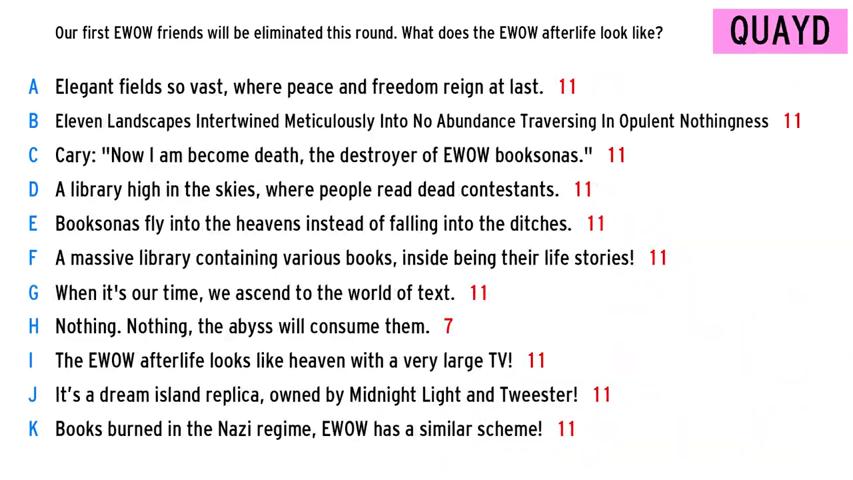 Our first EWOW friends will be eliminated this round. What does the EWOW afterlife look like?
QUAYD
A Elegant fields so vast, where peace and freedom reign at last. 11
B Eleven Landscapes Intertwined Meticulously Into No Abundance Traversing In Opulent Nothingness 11
C Cary: "Now I am become death, the destroyer of EWOW booksonas." 11
D A library high in the skies, where people read dead contestants. 11
E Booksonas fly into the heavens instead of falling into the ditches. 11
F A massive library containing various books, inside being their life stories! 11
G When it's our time, we ascend to the world of text. 11
H Nothing. Nothing, the abyss will consume them. 7
I The EWOW afterlife looks like heaven with a very large TV! 11
J It’s a dream island replica, owned by Midnight Light and Tweester! 11
K Books burned in the Nazi regime, EWOW has a similar scheme! 11